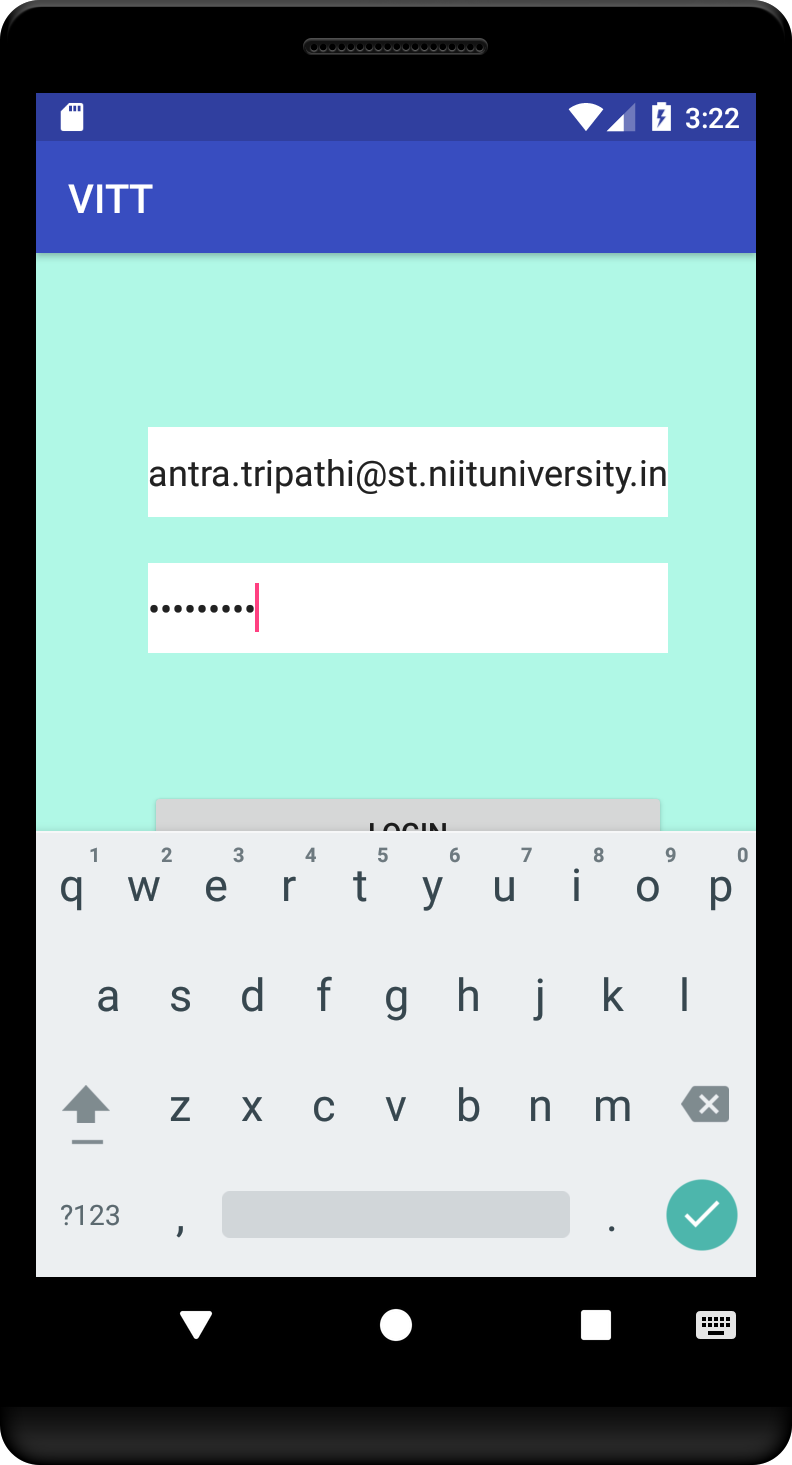 3:22
VITT
antra.tripathi@st.niituniversity.in
•••••••••
LOGIN
1 2 3 4 5 6 7 8 9 0
q w e r t y u i o p
a s d f g h j k l
z x c v b n m
?123 , .